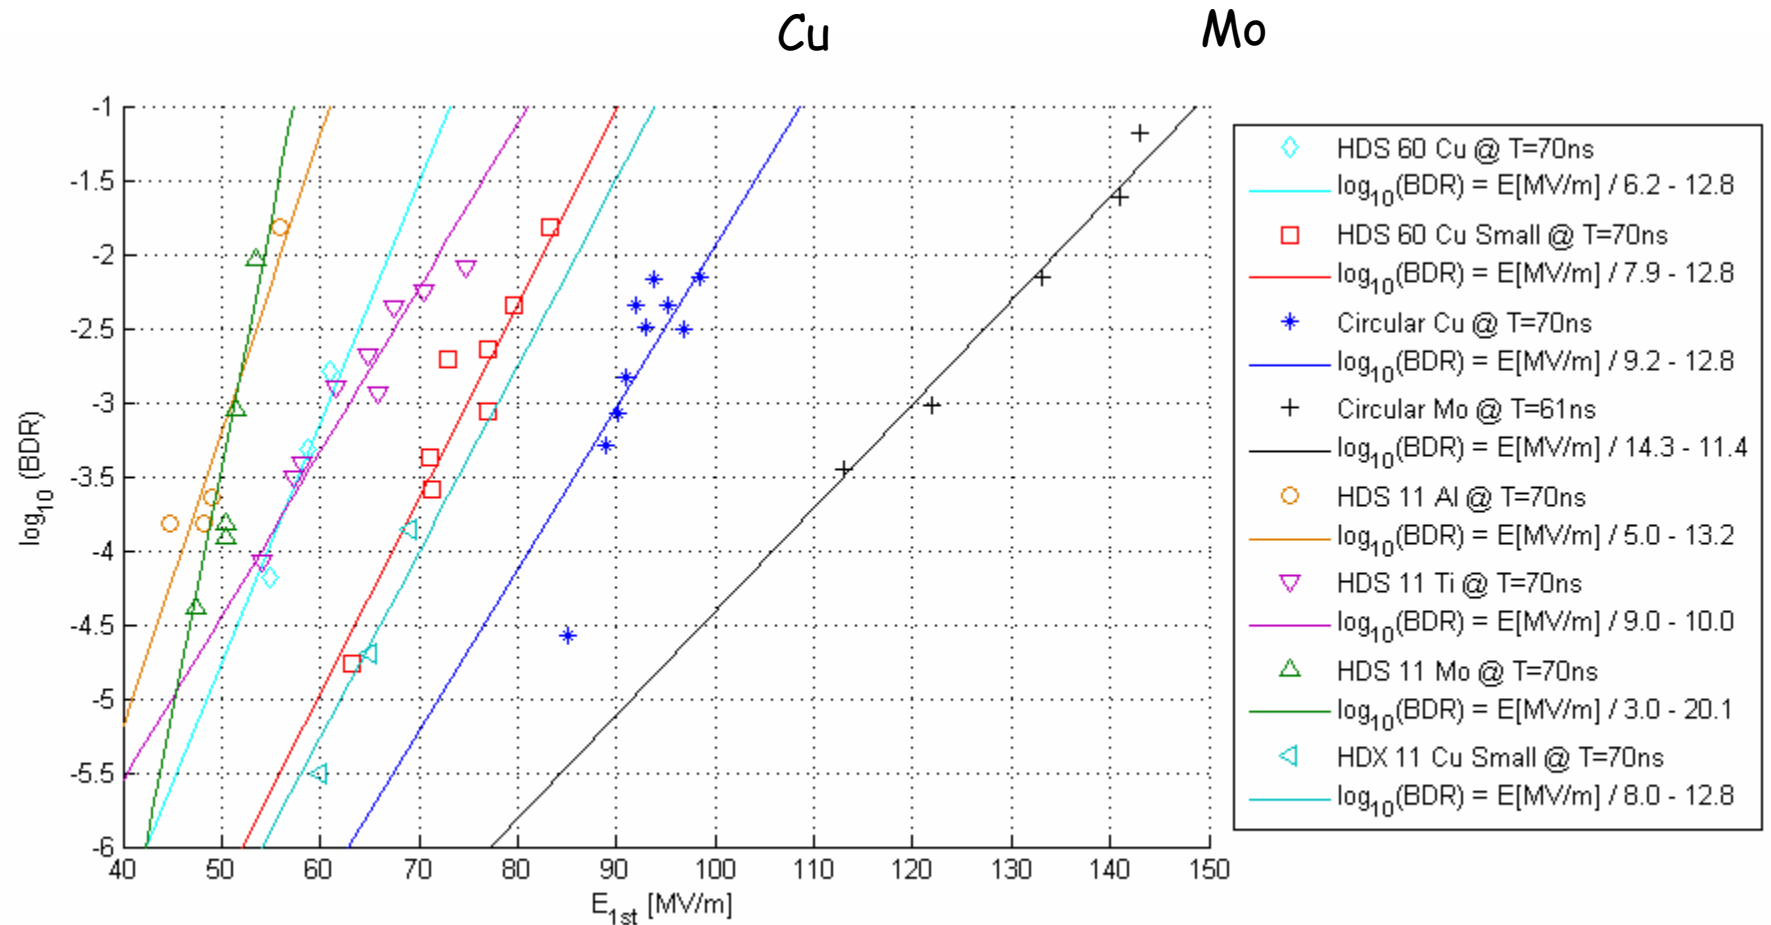 Cu Mo
-1
-1.5
-2
-2.5
-3
-3.5
-4
-4.5
-5
-5.5
-6
log10 (BDR)
40 50 60 70 80 90 100 110 120 130 140 150
E1st [MV/m]
HDS 60 Cu @ T=70ns
log10(BDR) = E[MV/m] / 6.2 - 12.8
HDS 60 Cu Small @ T=70ns
log10(BDR) = E[MV/m] / 7.9 - 12.8
Circular Cu @ T=70ns
log10(BDR) = E[MV/m] / 9.2 - 12.8
Circular Mo @ T=61ns
log10(BDR) = E[MV/m] / 14.3 - 11.4
HDS 11 Al @ T=70ns
log10(BDR) = E[MV/m] / 5.0 - 13.2
HDS 11 Ti @ T=70ns
log10(BDR) = E[MV/m] / 9.0 - 10.0
HDS 11 Mo @ T=70ns
log10(BDR) = E[MV/m] / 3.0 - 20.1
HDX 11 Cu Small @ T=70ns
log10(BDR) = E[MV/m] / 8.0 - 12.8